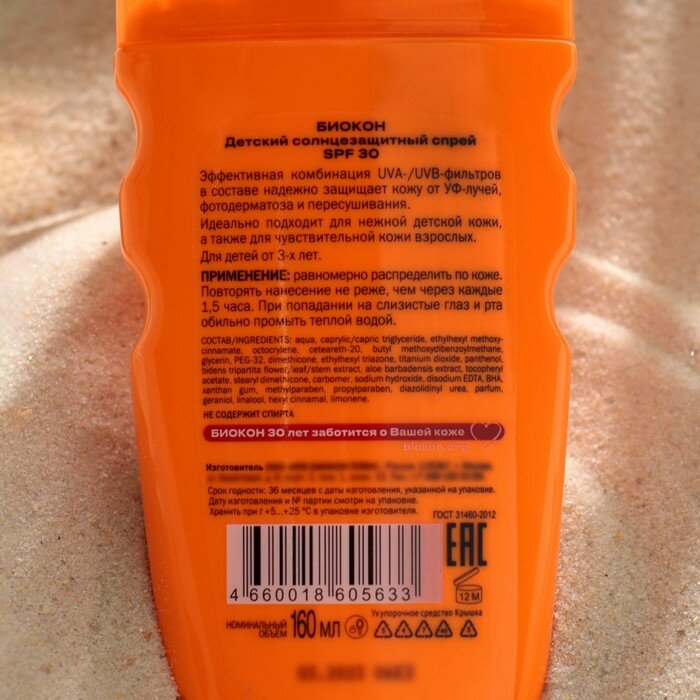 БИОКОН
Детский солнцезащитный спрей
SPF 30
Эффективная комбинация UVA-/UVB-фильтров
в составе надежно защищает кожу от УФ-лучей,
фотодерматоза и пересушивания.
Идеально подходит для нежной детской кожи,
а также для чувствительной кожи взрослых.
Для детей от 3-х лет.
ПРИМЕНЕНИЕ: равномерно распределить по коже.
Повторять нанесение не реже, чем через каждые
1,5 часа. При попадании на слизистые глаз и рта
обильно промыть теплой водой.
СОСТАВ/INGREDIENTS: aqua, caprylic/capric triglyceride, ethylhexyl methoxy-
cinnamate, octocrylene, ceteareth-20, butyl methoxydibenzoylmethane,
glycerin, PEG-32, dimethicone, ethylhexyl triazone, titanium dioxide, panthenol,
bidens tripartita flower/leaf/stem extract, aloe barbadensis extract, tocopheryl
acetate, stearyl dimethicone, carbomer, sodium hydroxide, disodium EDTA, BHA,
xanthan gum, methylparaben, propylparaben, diazolidinyl urea, parfum,
geraniol, linalool, hexyl cinnamal, limonene.
НЕ СОДЕРЖИТ СПИРТА
БИОКОН 30 лет заботится о Вашей коже
biokon.org
Изготовитель
Срок годности: 36 месяцев с даты изготовления, указанной на упаковке.
Дату изготовления и № партии смотри на упаковке.
Хранить при t +5...+25 °C в упаковке изготовителя.
ГОСТ 31460-2012
EAC
4 660018 605633
12 M
НОМИНАЛЬНЫЙ ОБЪЕМ 160 мл
Укупорочное средство Крышка